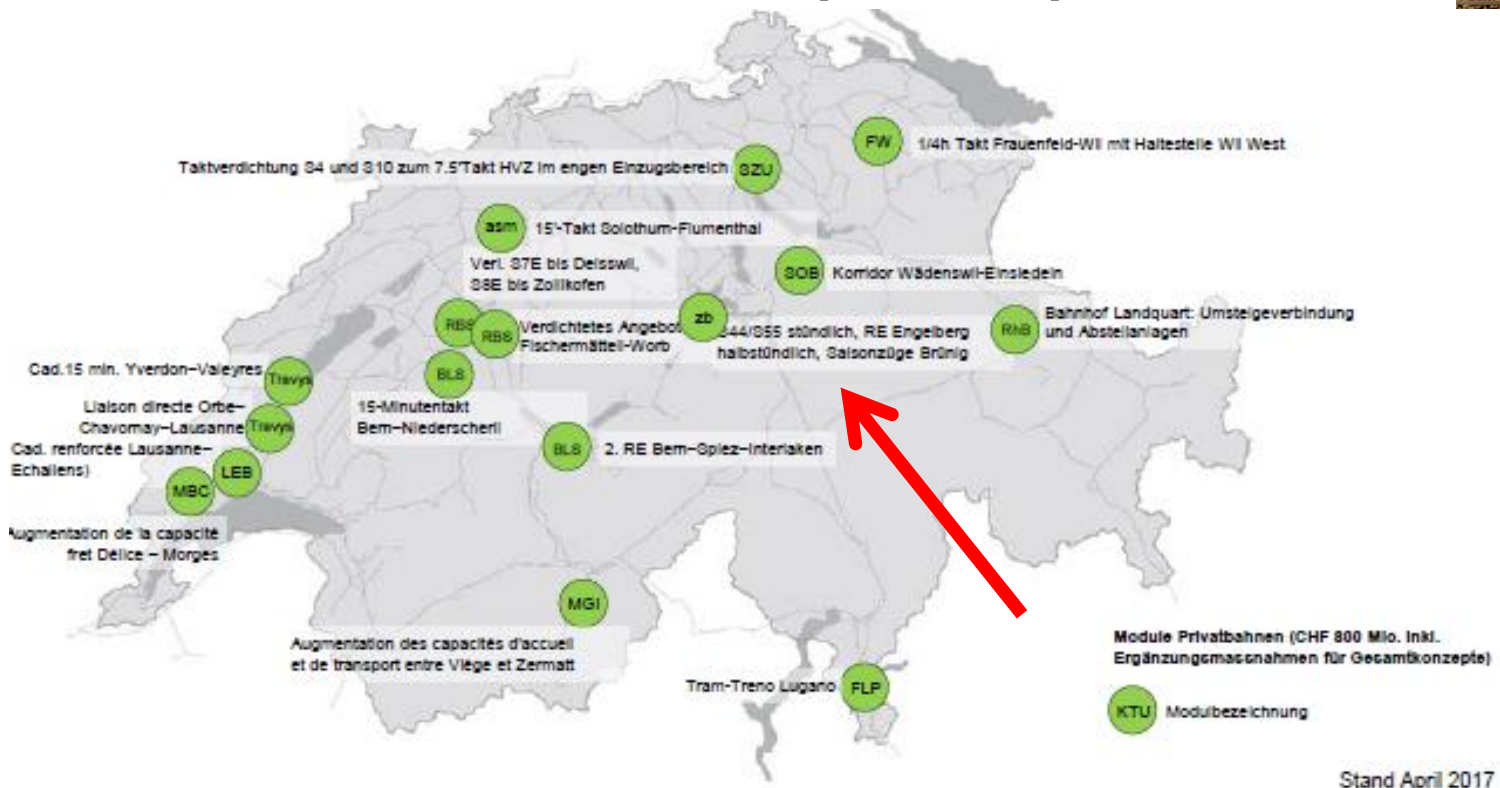 FW
1/4h Takt Frauenfeld-Wil mit Haltestelle Wil West
Taktverdichtung S4 und S10 zum 7.5'Takt HVZ im engen Einzugsbereich
SZU
asm
15'-Takt Solothurn-Flumenthal
Verl. S7E bis Deisswil,
S8E bis Zollikofen
SOB
Korridor Wädenswil-Einsiedeln
RBS
RBS
Verdichtetes Angebot
Fischermätteli-Worb
zb
S44/S55 stündlich, RE Engelberg
halbstündlich, Saisonzüge Brünig
RhB
Bahnhof Landquart: Umsteigeverbindung
und Abstellanlagen
Cad.15 min. Yverdon–Valeyres
Travys
BLS
15-Minutentakt
Bern–Niederscherli
Liaison directe Orbe–
Chavornay–Lausanne
Travys
Cad. renforcée Lausanne–
Echallens)
LEB
BLS
2. RE Bern-Spiez-Interlaken
MBC
Augmentation de la capacité
fret Délice – Morges
MGI
Augmentation des capacités d'accueil
et de transport entre Viège et Zermatt
Tram-Treno Lugano
FLP
Module Privatbahnen (CHF 800 Mio. inkl.
Ergänzungsmassnahmen für Gesamtkonzepte)
KTU
Modulbezeichnung
Stand April 2017